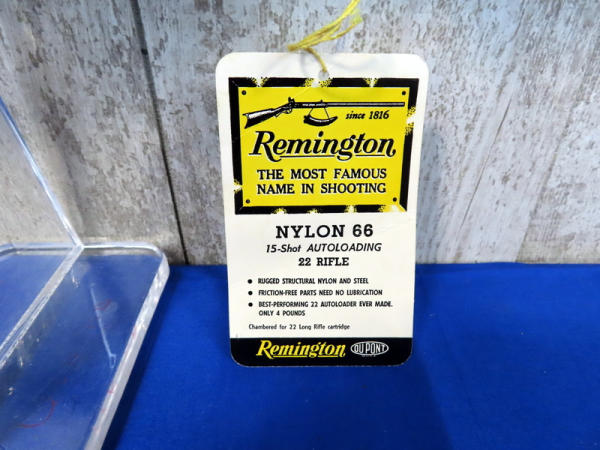 since 1816
Remington
THE MOST FAMOUS
NAME IN SHOOTING
NYLON 66
15-Shot AUTOLOADING
22 RIFLE
• RUGGED STRUCTURAL NYLON AND STEEL
• FRICTION-FREE PARTS NEED NO LUBRICATION
• BEST-PERFORMING 22 AUTOLOADER EVER MADE.
ONLY 4 POUNDS
Chambered for 22 Long Rifle cartridge
Remington DU PONT